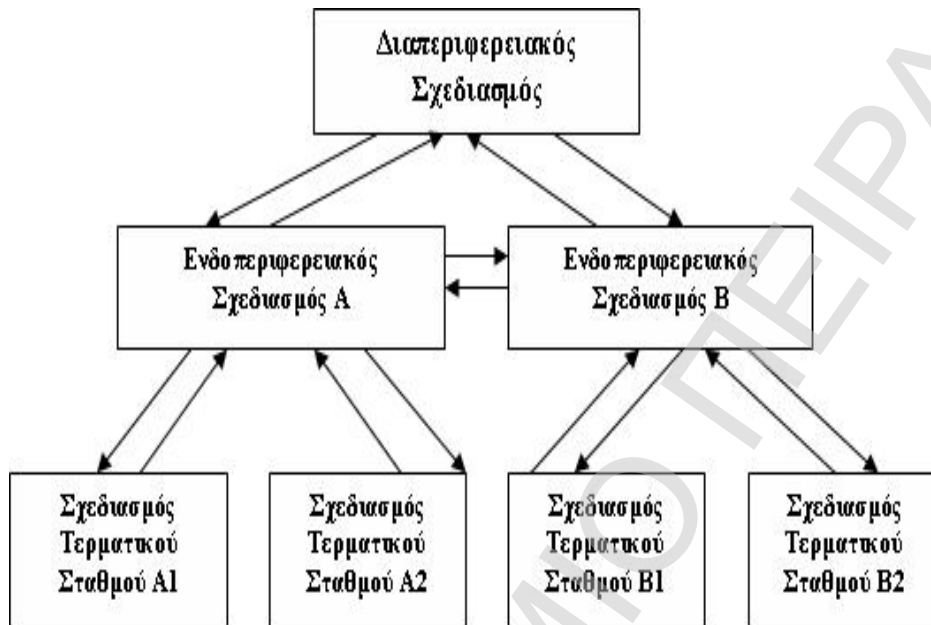 Διαπεριφερειακός
Σχεδιασμός
Ενδοπεριφερειακός
Σχεδιασμός Α
Ενδοπεριφερειακός
Σχεδιασμός Β
Σχεδιασμός
Τερματικού
Σταθμού Α1
Σχεδιασμός
Τερματικού
Σταθμού Α2
Σχεδιασμός
Τερματικού
Σταθμού Β1
Σχεδιασμός
Τερματικού
Σταθμού Β2